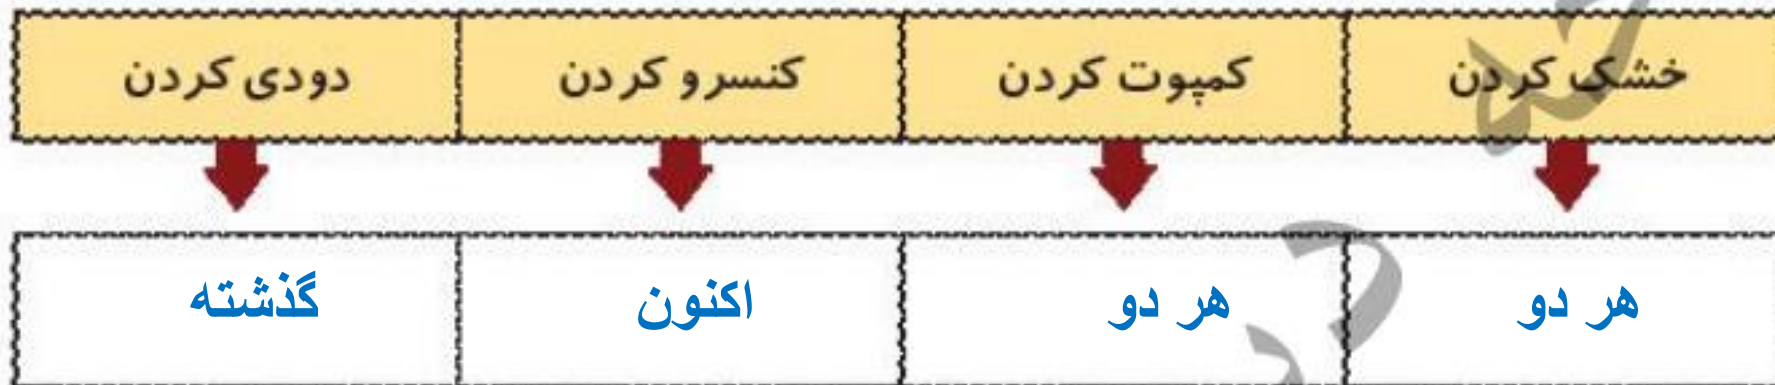 خشک کردن کمپوت کردن کنسرو کردن دودی کردن
هر دو هر دو اکنون گذشته